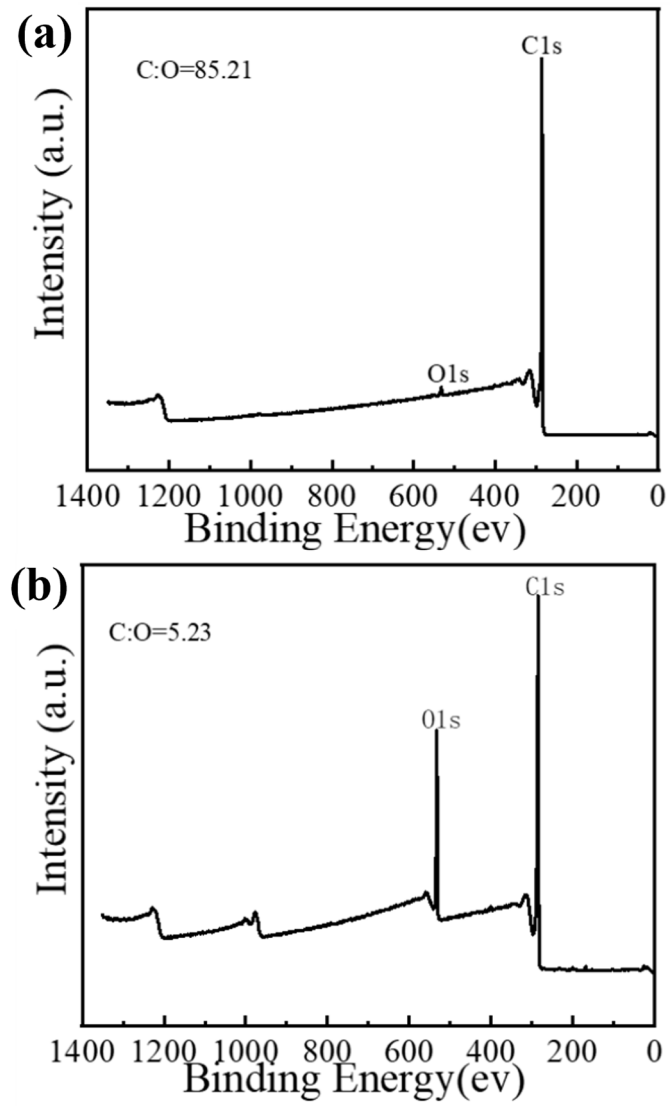 (a)
C:O=85.21
C1s
O1s
Intensity (a.u.)
1400 1200 1000 800 600 400 200 0
Binding Energy(ev)
(b)
C:O=5.23
C1s
O1s
Intensity (a.u.)
1400 1200 1000 800 600 400 200 0
Binding Energy(ev)